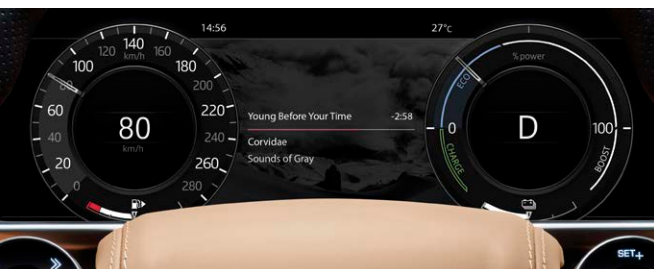 14:56
27°c
0
20
40
60
80
100
120
140
160
180
200
220
240
260
280
km/h
80
km/h
Young Before Your Time
-2:58
Corvidae
Sounds of Gray
% power
ECO
0
CHARGE
D
100
BOOST
SET+